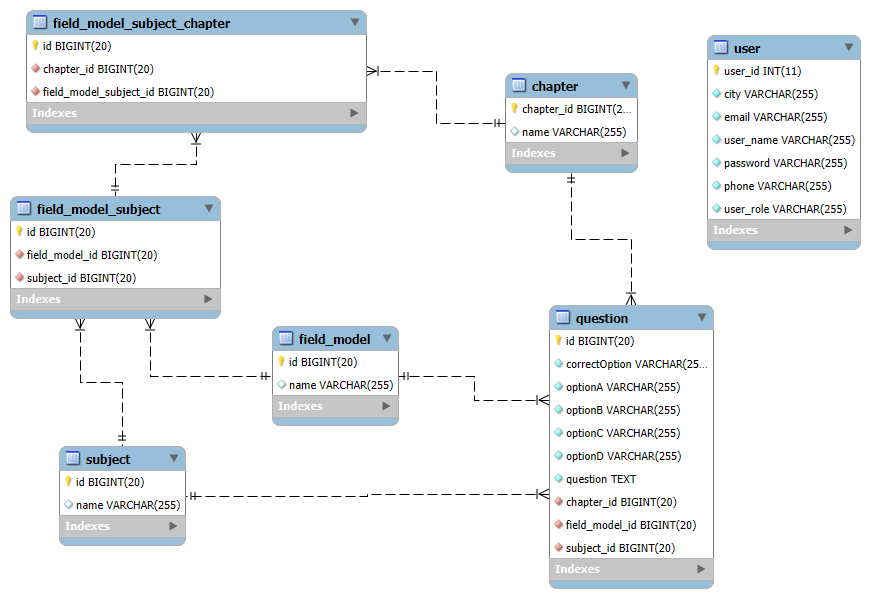 field_model_subject_chapter
id BIGINT(20)
chapter_id BIGINT(20)
field_model_subject_id BIGINT(20)
Indexes
chapter
chapter_id BIGINT(2...
name VARCHAR(255)
Indexes
user
user_id INT(11)
city VARCHAR(255)
email VARCHAR(255)
user_name VARCHAR(255)
password VARCHAR(255)
phone VARCHAR(255)
user_role VARCHAR(255)
Indexes
field_model_subject
id BIGINT(20)
field_model_id BIGINT(20)
subject_id BIGINT(20)
Indexes
field_model
id BIGINT(20)
name VARCHAR(255)
Indexes
question
id BIGINT(20)
correctOption VARCHAR(25...
optionA VARCHAR(255)
optionB VARCHAR(255)
optionC VARCHAR(255)
optionD VARCHAR(255)
question TEXT
chapter_id BIGINT(20)
field_model_id BIGINT(20)
subject_id BIGINT(20)
Indexes
subject
id BIGINT(20)
name VARCHAR(255)
Indexes